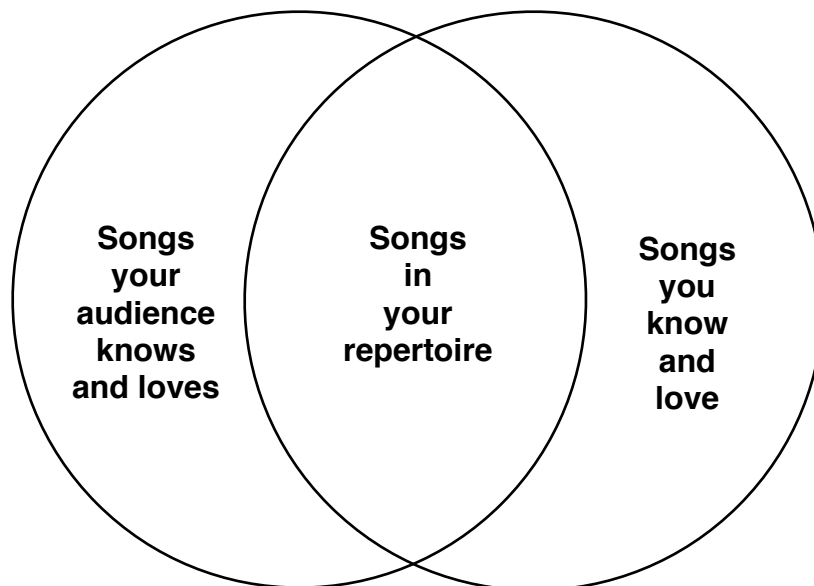 Songs
your
audience
knows
and loves
Songs
in
your
repertoire
Songs
you
know
and
love